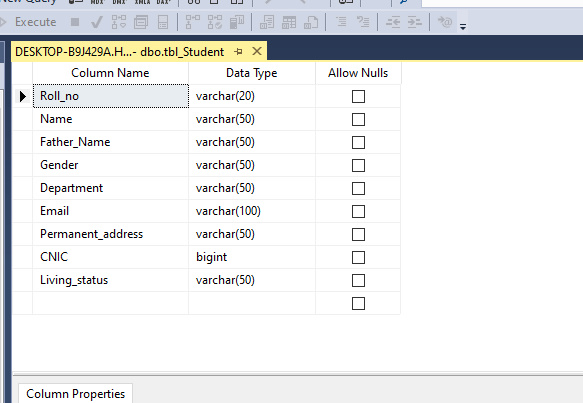 New Query
MDX
DMX
XMLA
DAX
Execute
DESKTOP-B9J429A.H...- dbo.tbl_Student
Column Name Data Type Allow Nulls
Roll_no varchar(20)
Name varchar(50)
Father_Name varchar(50)
Gender varchar(50)
Department varchar(50)
Email varchar(100)
Permanent_address varchar(50)
CNIC bigint
Living_status varchar(50)
Column Properties